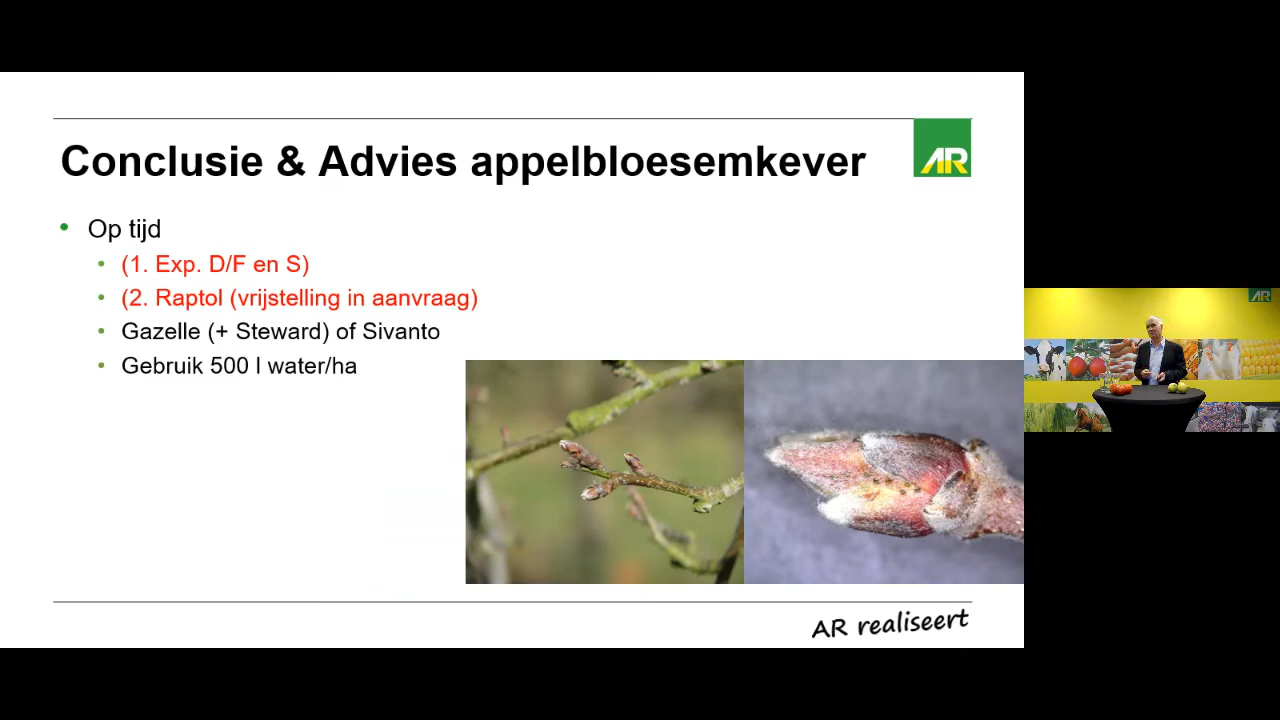 Conclusie & Advies appelbloesemkever
AR
Op tijd
(1. Exp. D/F en S)
(2. Raptol (vrijstelling in aanvraag)
Gazelle (+ Steward) of Sivanto
Gebruik 500 l water/ha
AR realiseert
AR